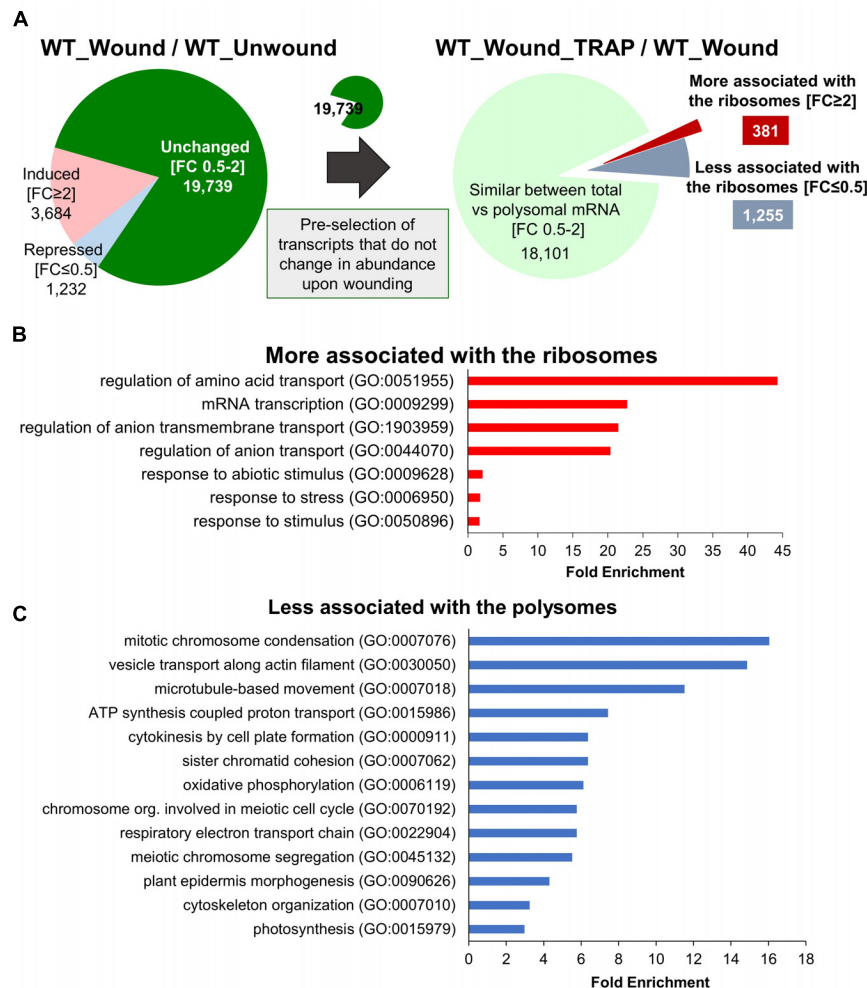 A
WT_Wound / WT_Unwound
WT_Wound_TRAP / WT_Wound
Unchanged
[FC 0.5-2]
19,739
Induced
[FC≥2]
3,684
Repressed
[FC≤0.5]
1,232
19,739
Pre-selection of
transcripts that do not
change in abundance
upon wounding
More associated with
the ribosomes [FC≥2]
381
Less associated with
the ribosomes [FC≤0.5]
1,255
Similar between total
vs polysomal mRNA
[FC 0.5-2]
18,101
B
More associated with the ribosomes
regulation of amino acid transport (GO:0051955)
mRNA transcription (GO:0009299)
regulation of anion transmembrane transport (GO:1903959)
regulation of anion transport (GO:0044070)
response to abiotic stimulus (GO:0009628)
response to stress (GO:0006950)
response to stimulus (GO:0050896)
0 5 10 15 20 25 30 35 40 45
Fold Enrichment
C
Less associated with the polysomes
mitotic chromosome condensation (GO:0007076)
vesicle transport along actin filament (GO:0030050)
microtubule-based movement (GO:0007018)
ATP synthesis coupled proton transport (GO:0015986)
cytokinesis by cell plate formation (GO:0000911)
sister chromatid cohesion (GO:0007062)
oxidative phosphorylation (GO:0006119)
chromosome org. involved in meiotic cell cycle (GO:0070192)
respiratory electron transport chain (GO:0022904)
meiotic chromosome segregation (GO:0045132)
plant epidermis morphogenesis (GO:0090626)
cytoskeleton organization (GO:0007010)
photosynthesis (GO:0015979)
0 2 4 6 8 10 12 14 16 18
Fold Enrichment